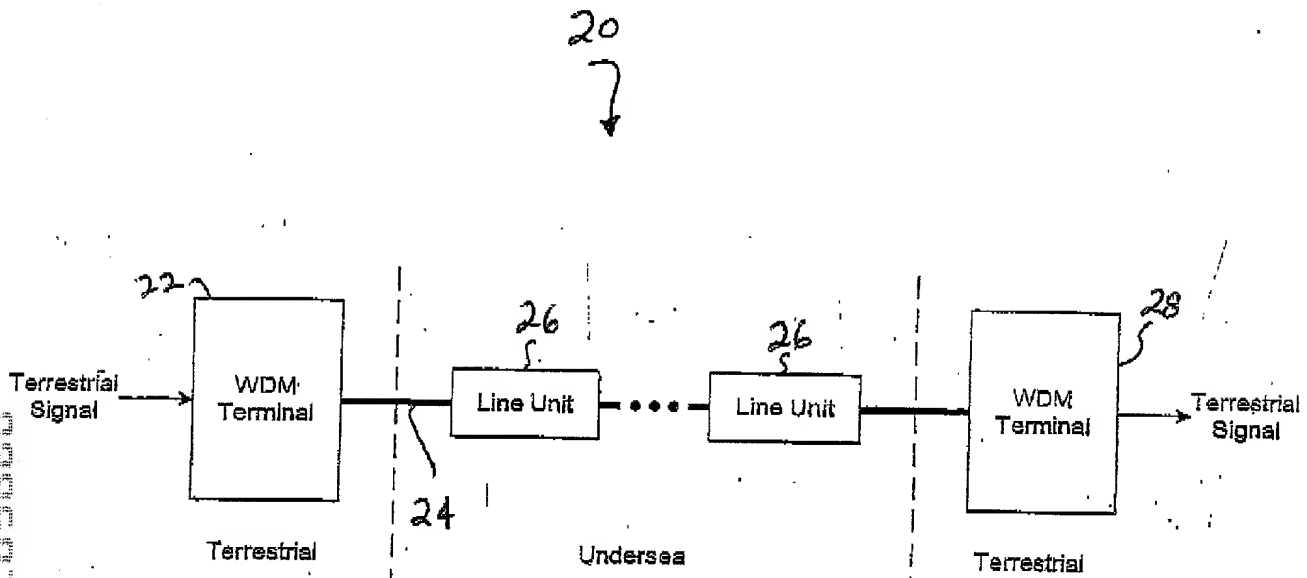 20
22
26
26
28
Terrestrial
Signal
WDM
Terminal
Line Unit
Line Unit
WDM
Terminal
Terrestrial
Signal
24
Terrestrial
Undersea
Terrestrial